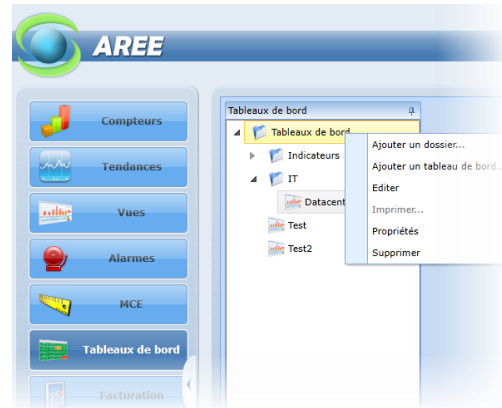 AREE
Compteurs
Tendances
Vues
Alarmes
MCE
Tableaux de bord
Facturation
Tableaux de bord
Tableaux de bord
Indicateurs
IT
Datacent
Test
Test2
Ajouter un dossier...
Ajouter un tableau de bord...
Editer
Imprimer...
Propriétés
Supprimer